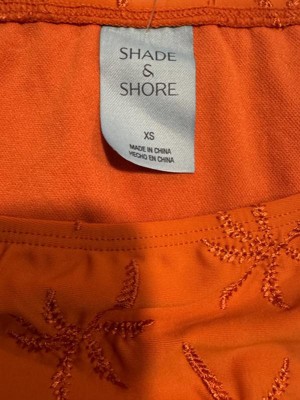 SHADE
&
SHORE
XS
MADE IN CHINA
HECHO EN CHINA